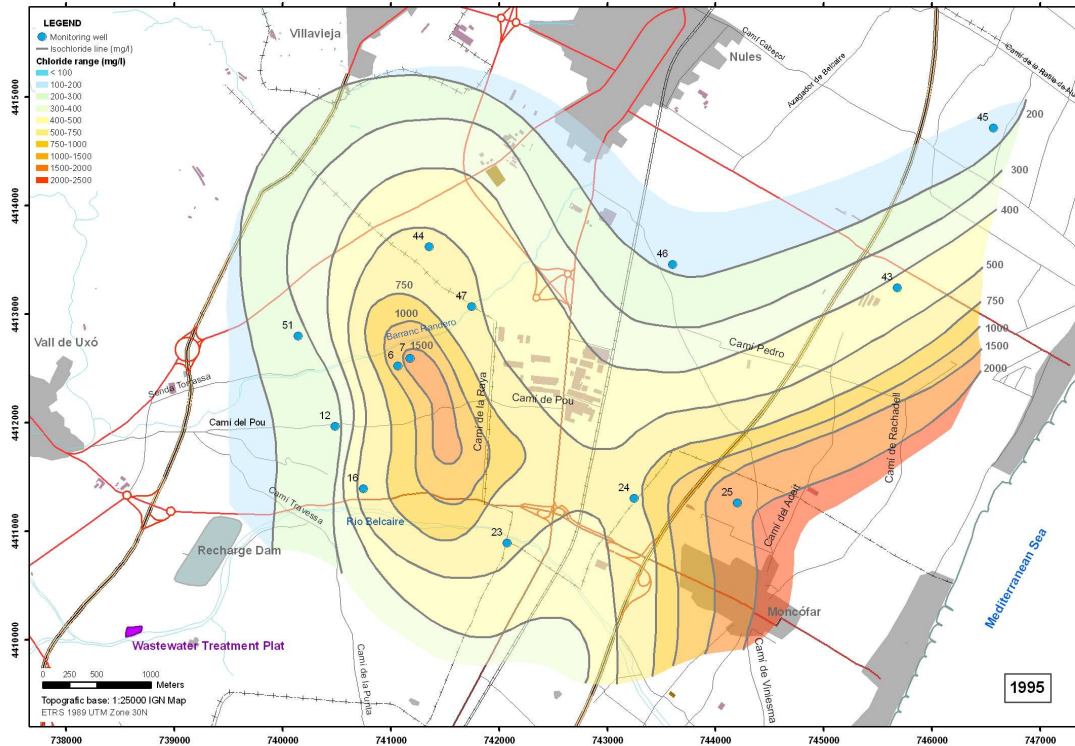 LEGEND
Monitoring well
Isochloride line (mg/l)
Chloride range (mg/l)
< 100
100-200
200-300
300-400
400-500
500-750
750-1000
1000-1500
1500-2000
2000-2500
Villavieja
Nules
Camí Cabeçol
Azagador de Belcaire
200
45
300
400
46
44
43
500
750
47
750
1000
1000
Barranc Randero
51
1500
7
1500
6
Camí Pedro
2000
Vall de Uxó
Senda Torrassa
Camí de la Raya
Camí de Pou
Camí de Rachadell
Camí del Pou
12
16
24
25
Camí Travessa
Rio Belcaire
23
Camí del Aceit
Recharge Dam
Moncófar
Mediterranean Sea
Wastewater Treatment Plat
Camí de la Punta
Camí de Viniesma
0 250 500 1000
Meters
Topografic base: 1:25000 IGN Map
ETRS 1989 UTM Zone 30N
1995
4415000
4414000
4413000
4412000
4411000
4410000
738000 739000 740000 741000 742000 743000 744000 745000 746000 747000